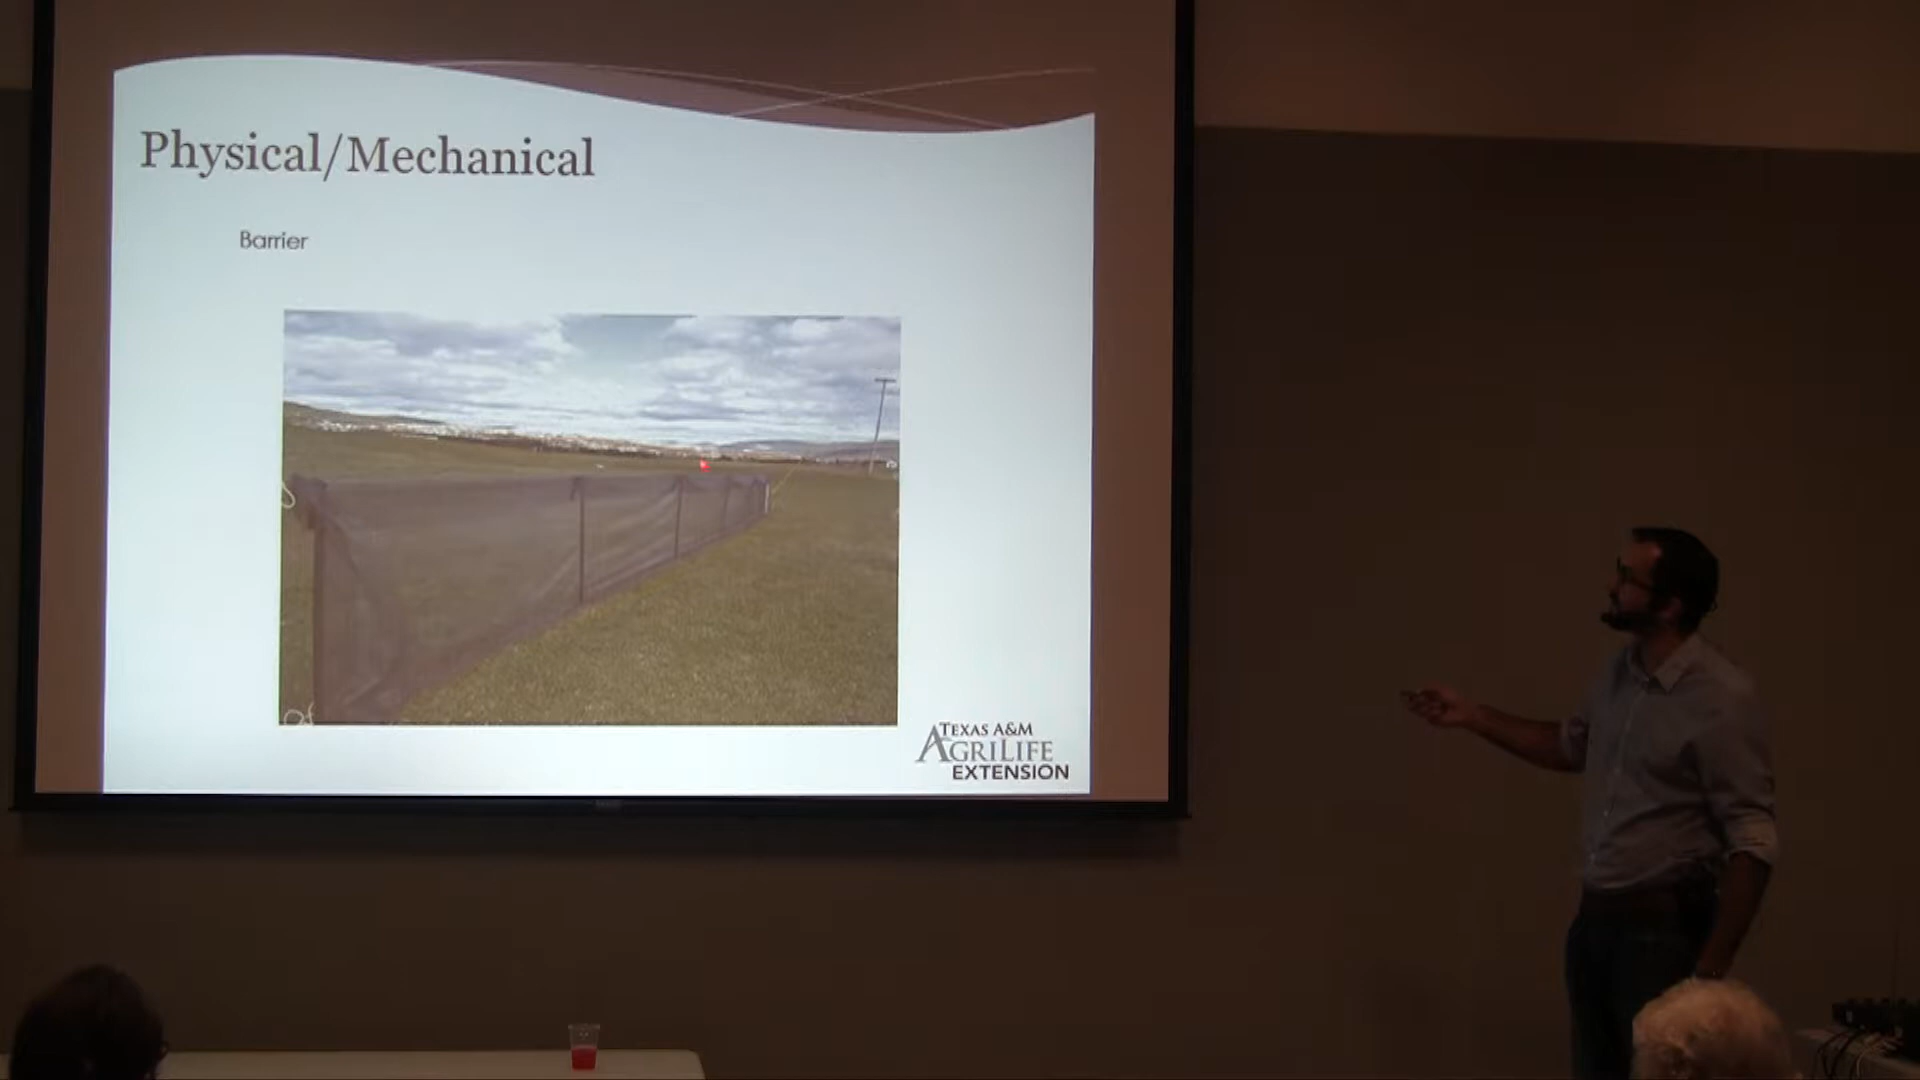 Physical/Mechanical
Barrier
TEXAS A&M
AGRILIFE
EXTENSION